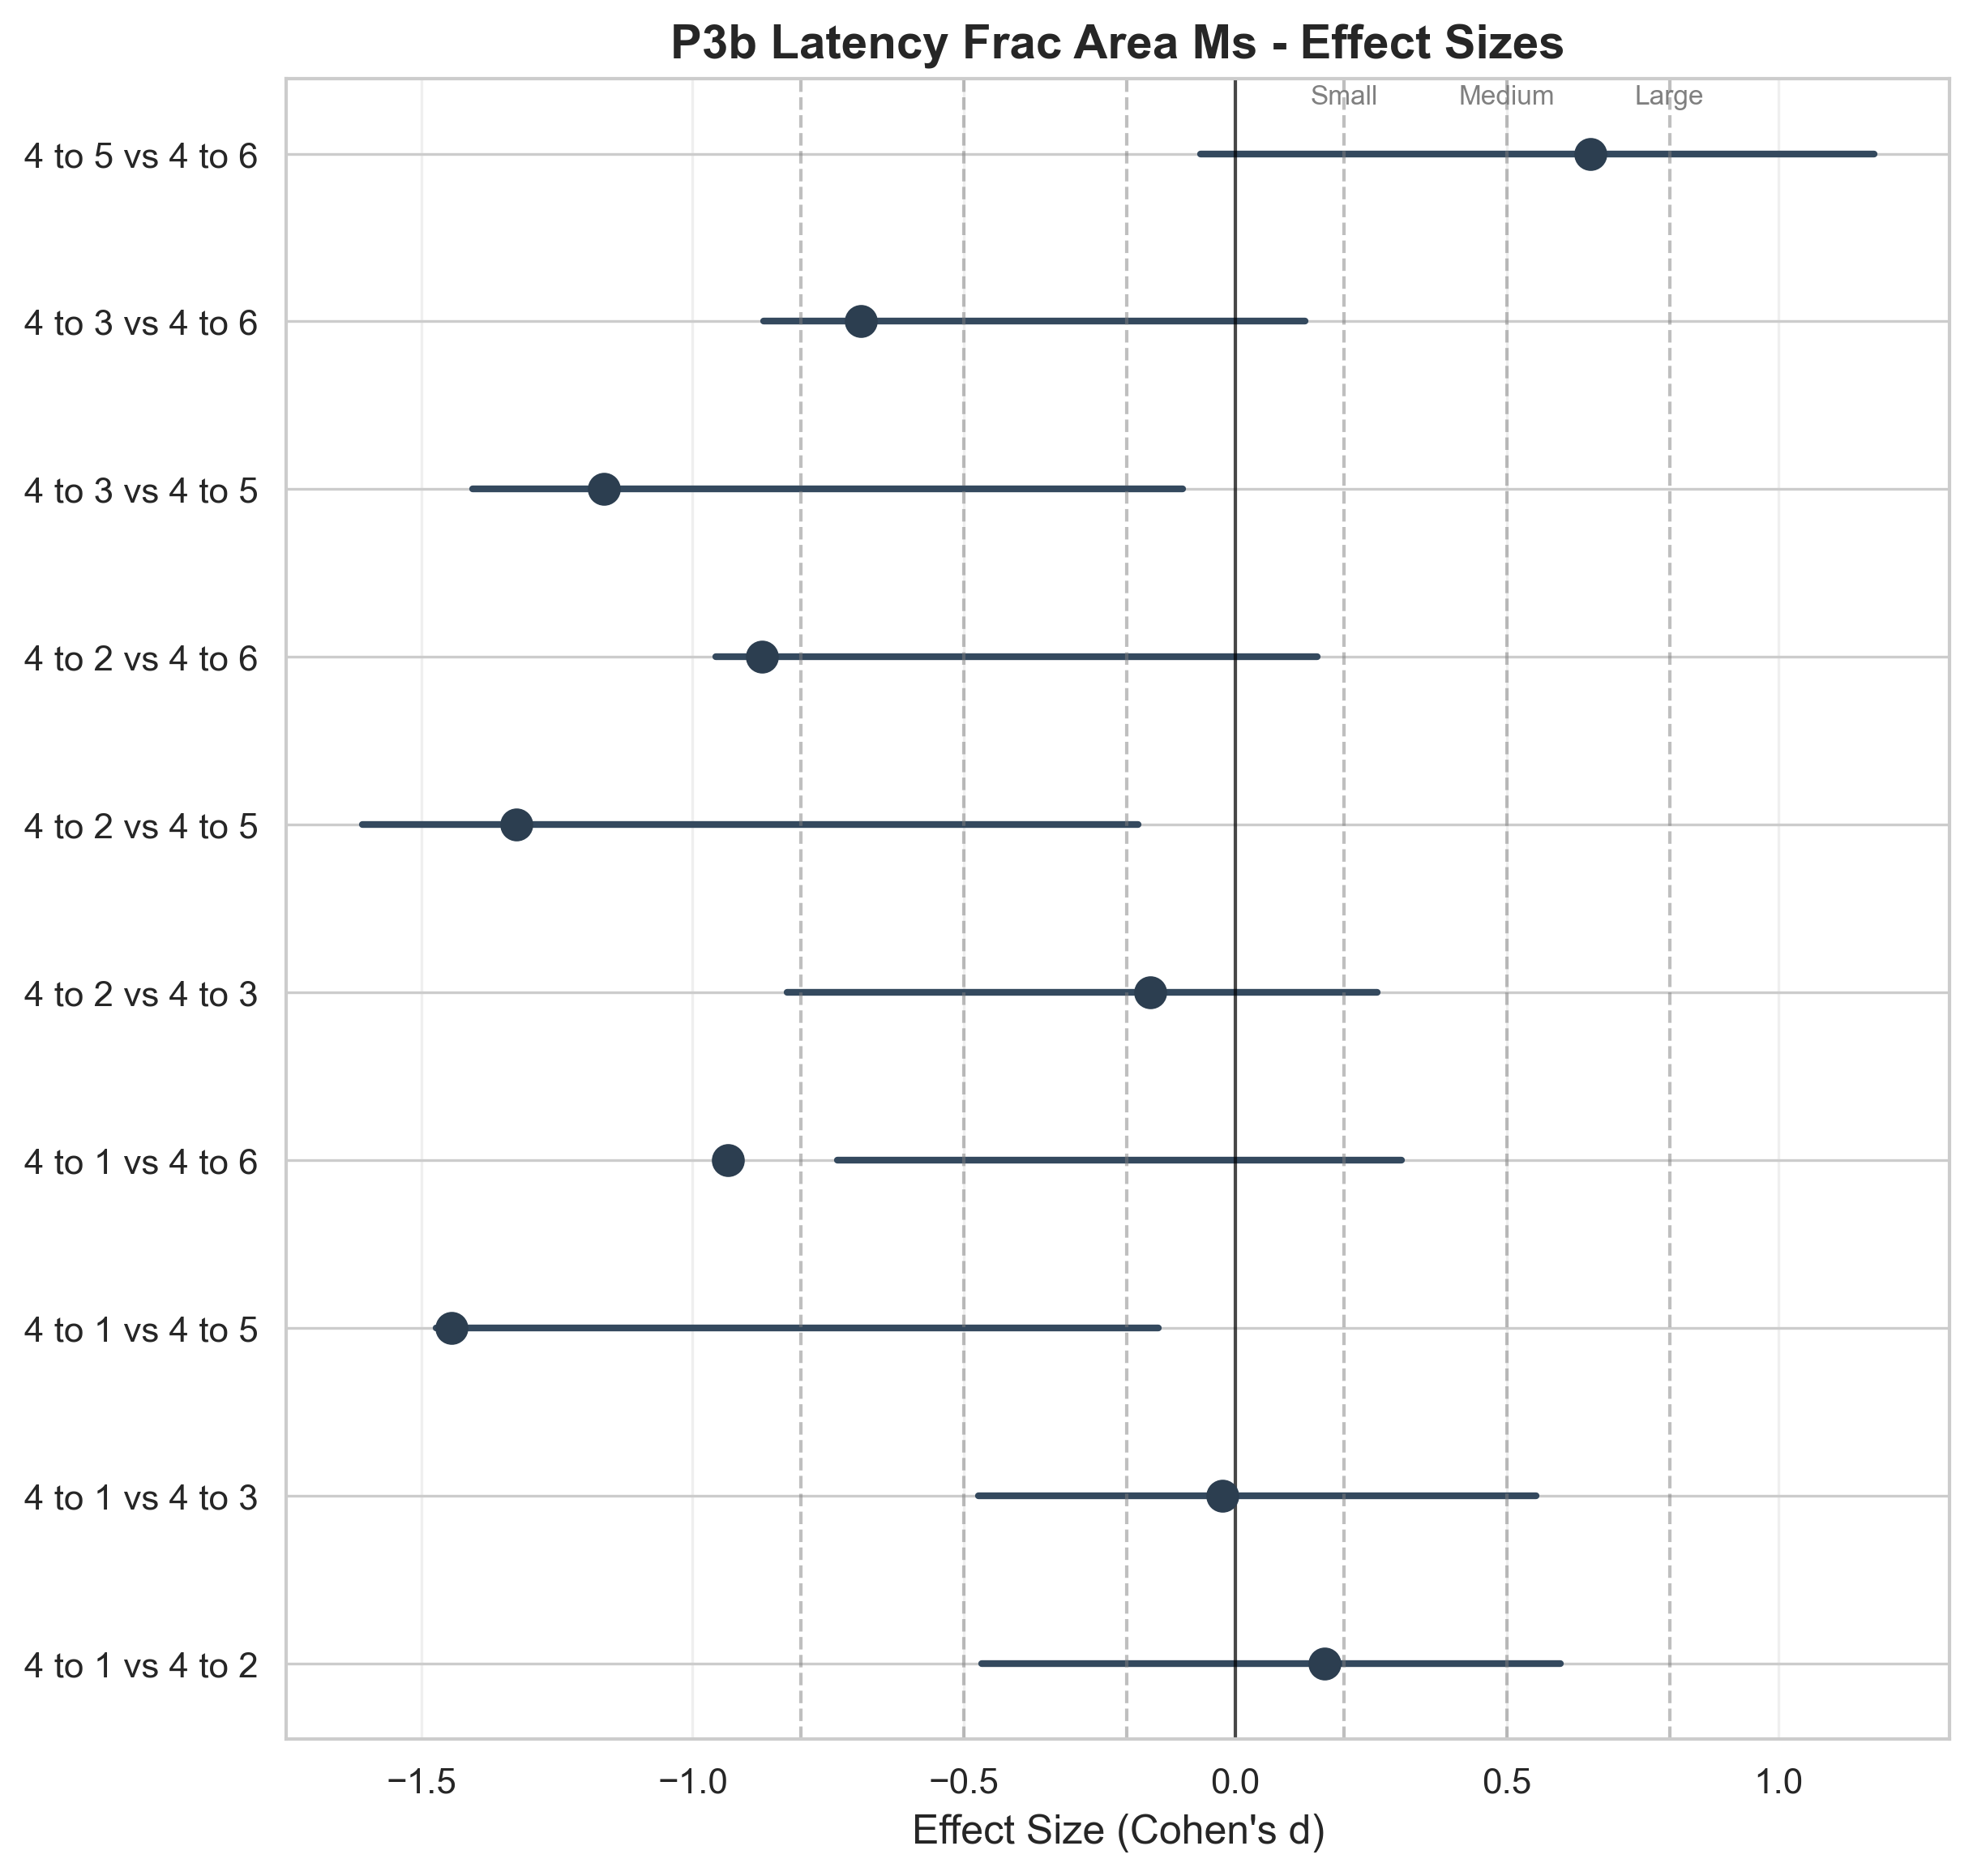 P3b Latency Frac Area Ms - Effect Sizes
Small Medium Large
4 to 5 vs 4 to 6
4 to 3 vs 4 to 6
4 to 3 vs 4 to 5
4 to 2 vs 4 to 6
4 to 2 vs 4 to 5
4 to 2 vs 4 to 3
4 to 1 vs 4 to 6
4 to 1 vs 4 to 5
4 to 1 vs 4 to 3
4 to 1 vs 4 to 2
−1.5 −1.0 −0.5 0.0 0.5 1.0
Effect Size (Cohen's d)